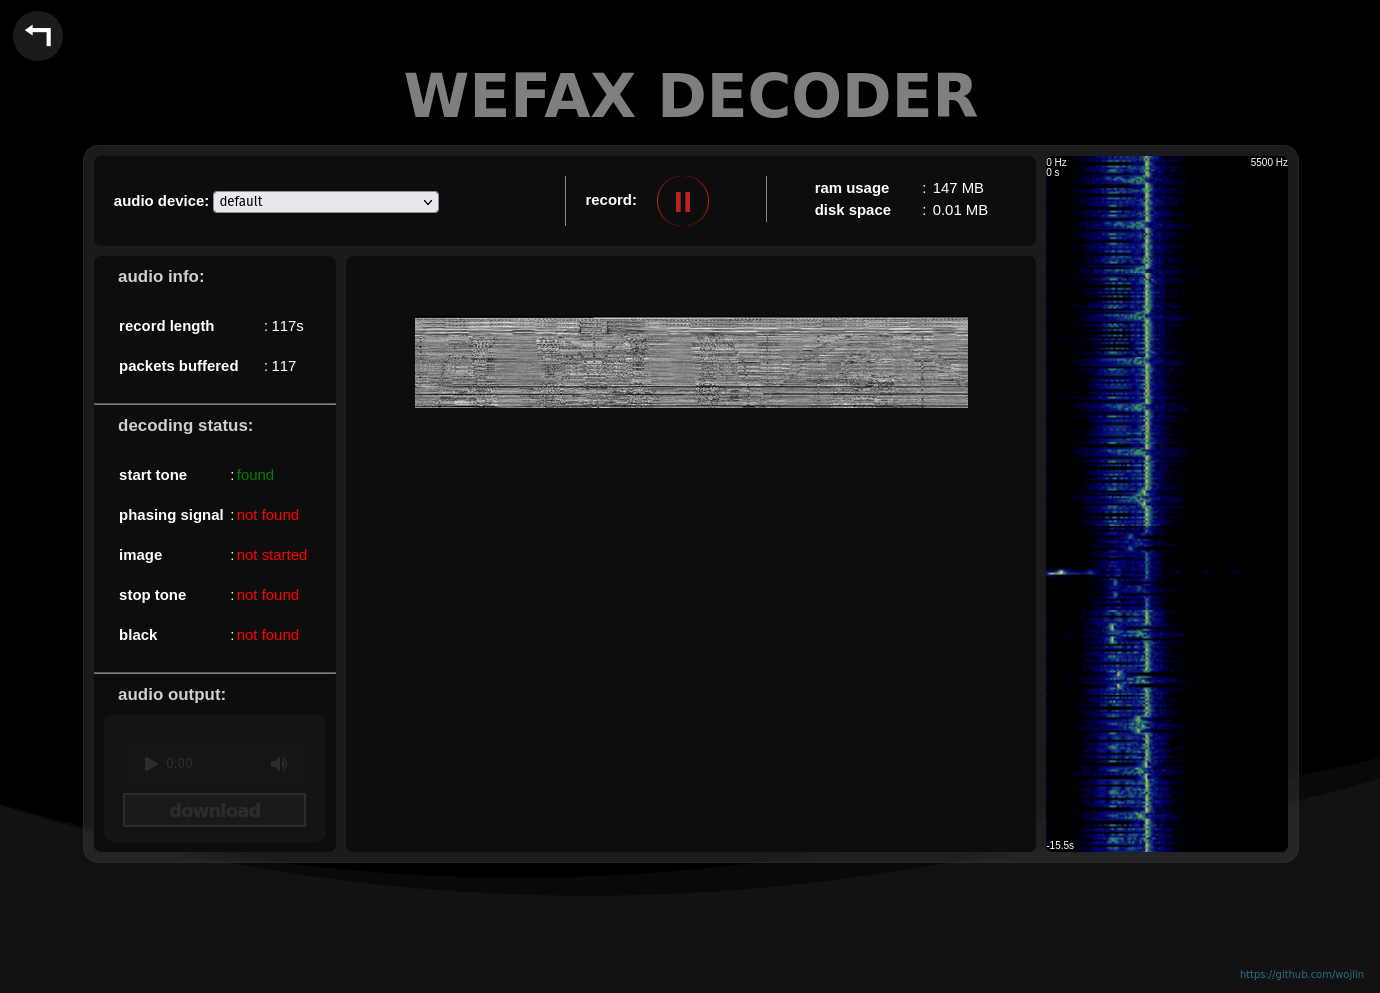 WEFAX DECODER
audio device: default
record:
ram usage : 147 MB
disk space : 0.01 MB
0 Hz 5500 Hz
0 s
audio info:
record length : 117s
packets buffered : 117
decoding status:
start tone : found
phasing signal : not found
image : not started
stop tone : not found
black : not found
audio output:
0:00
download
-15.5s
https://github.com/wojlin